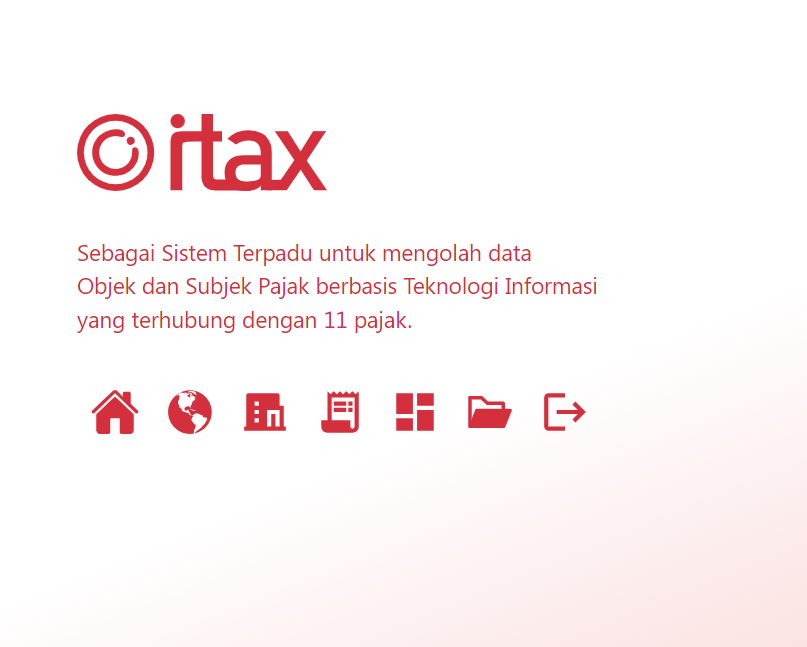 itax
Sebagai Sistem Terpadu untuk mengolah data
Objek dan Subjek Pajak berbasis Teknologi Informasi
yang terhubung dengan 11 pajak.